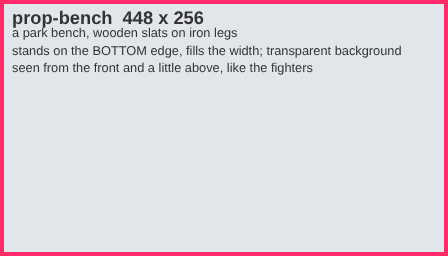 prop-bench  448 x 256
a park bench, wooden slats on iron legs
stands on the BOTTOM edge, fills the width; transparent background
seen from the front and a little above, like the fighters